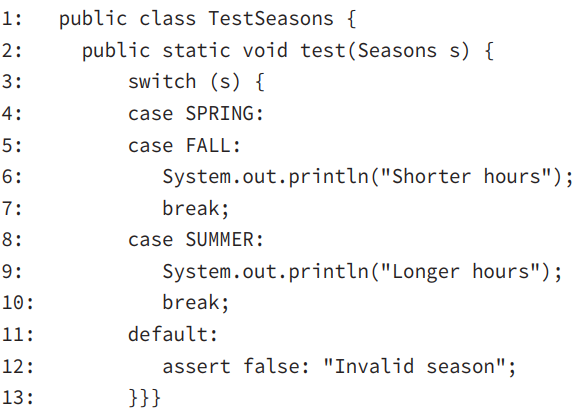 1: public class TestSeasons {
2: public static void test(Seasons s) {
3: switch (s) {
4: case SPRING:
5: case FALL:
6: System.out.println("Shorter hours");
7: break;
8: case SUMMER:
9: System.out.println("Longer hours");
10: break;
11: default:
12: assert false: "Invalid season";
13: }}}